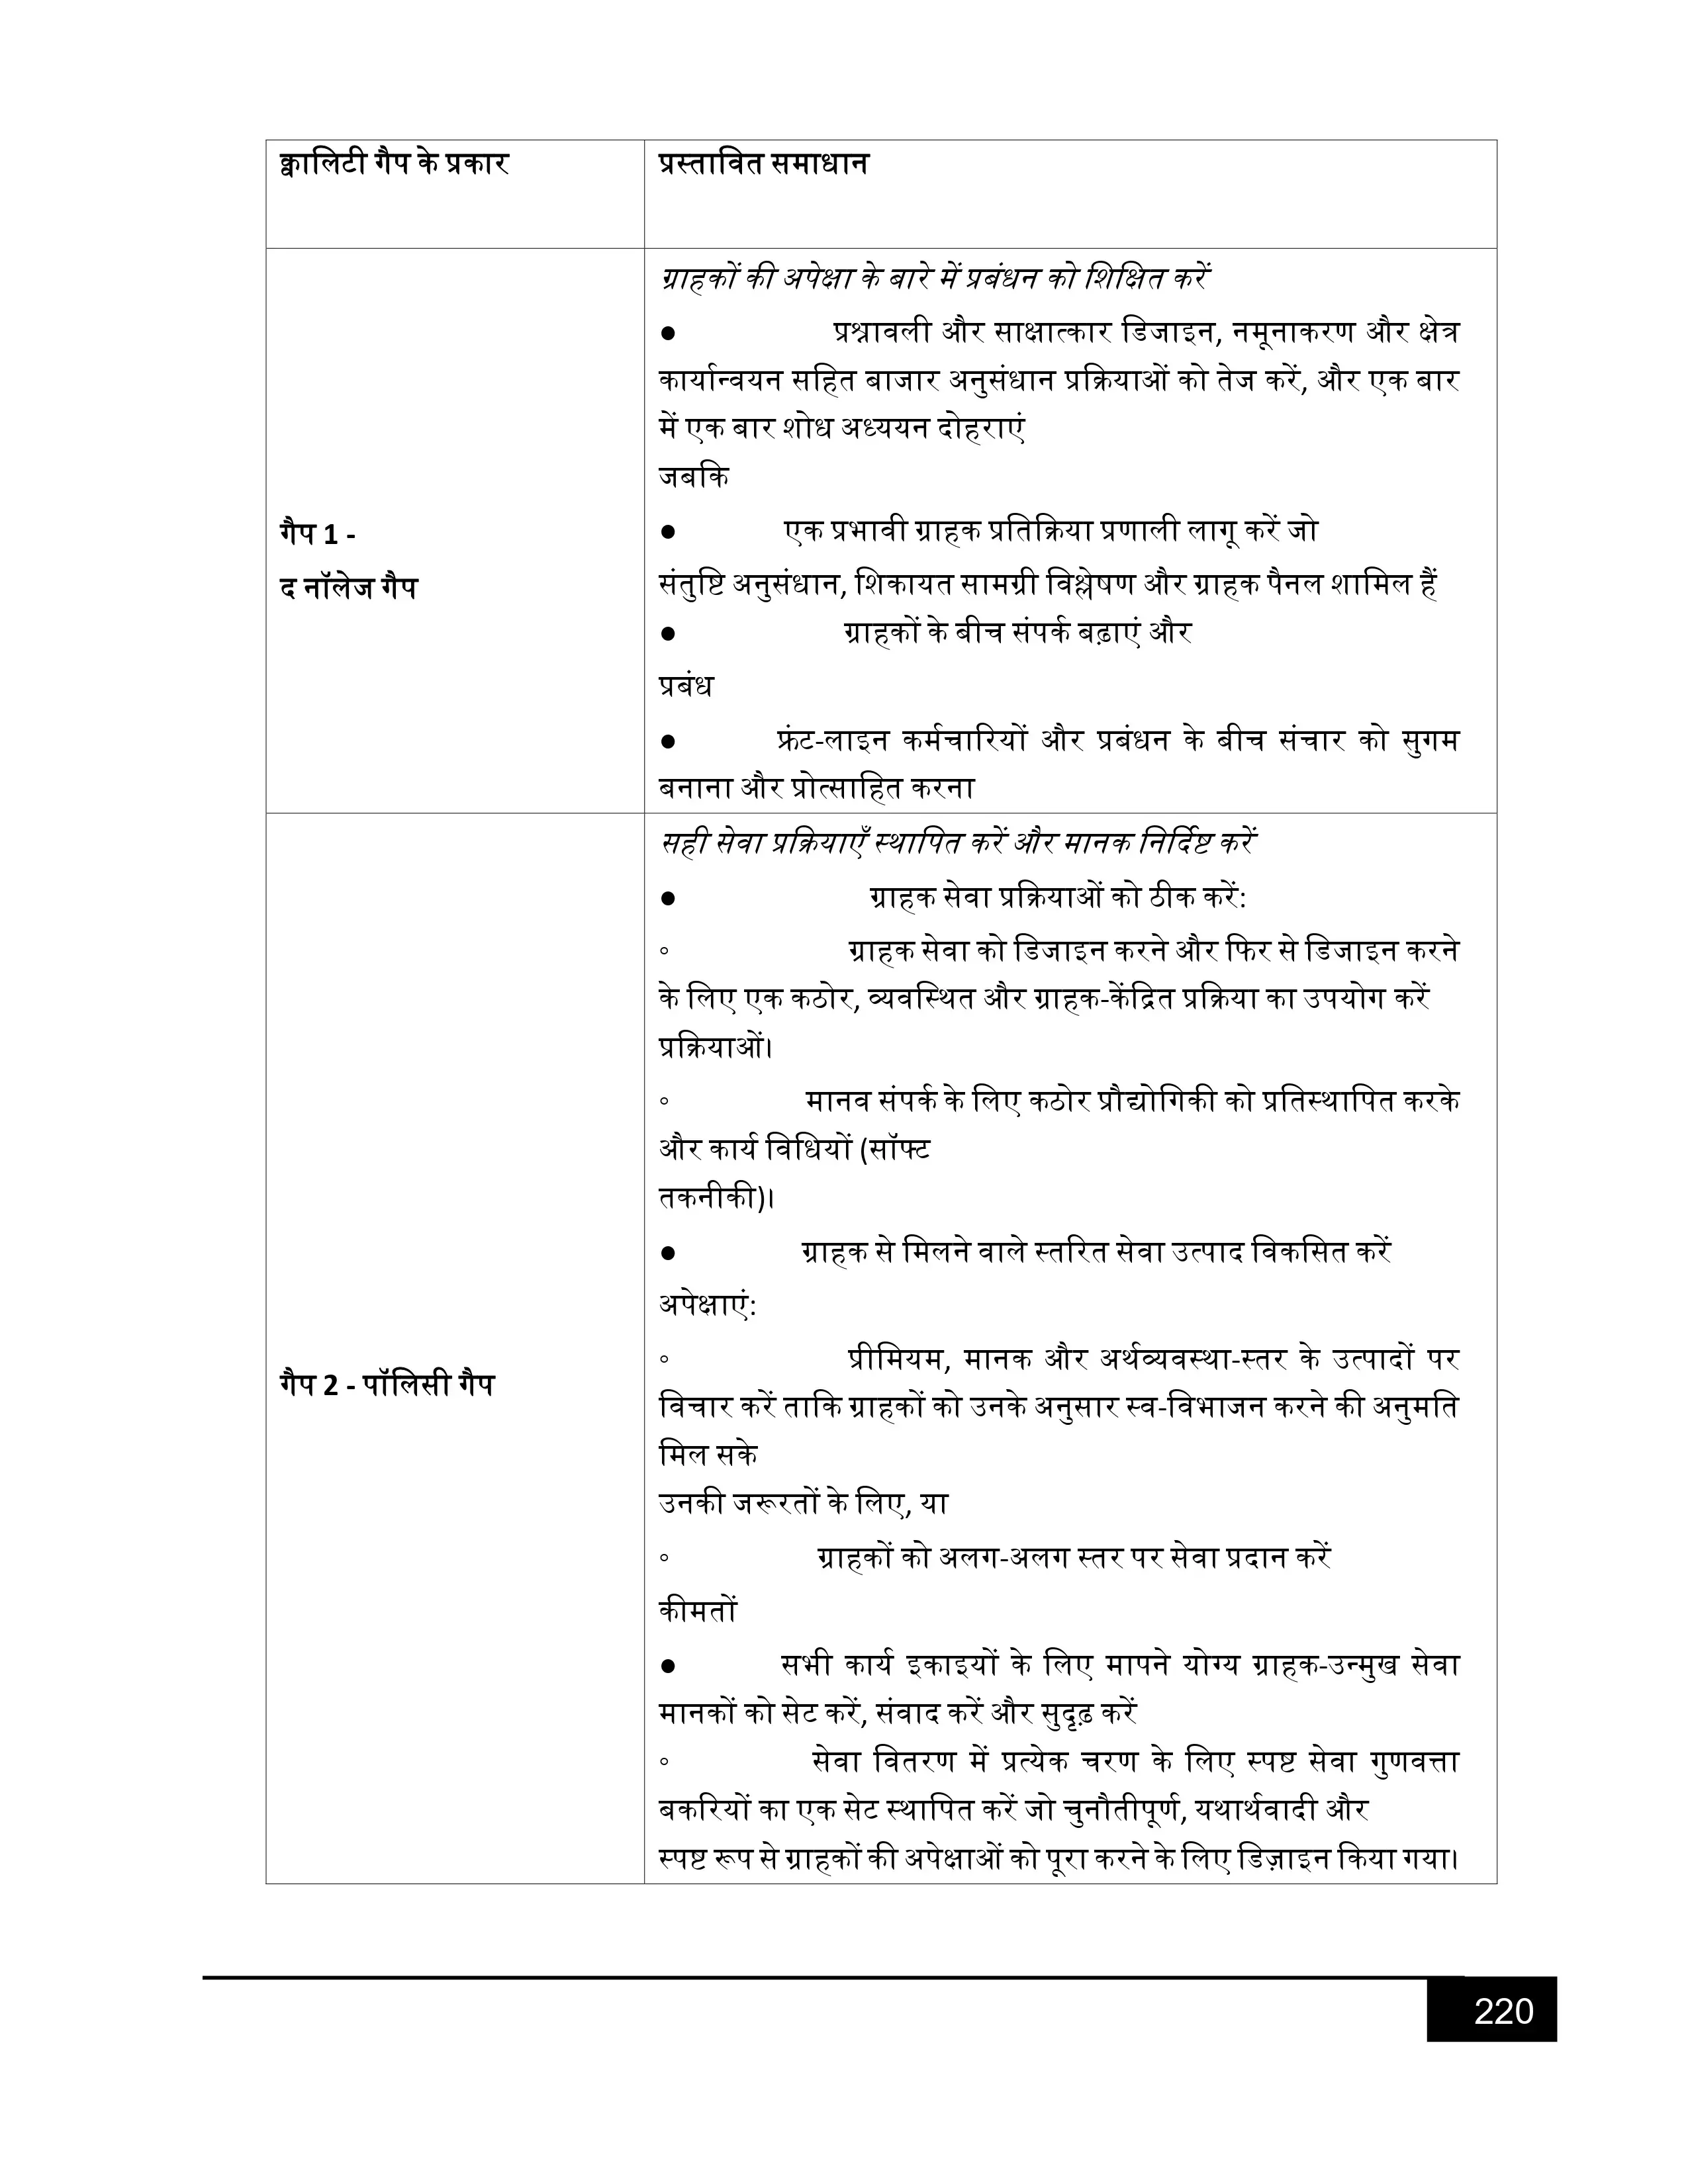 क्वालिटी गैप के प्रकार
प्रस्तावित समाधान
गैप 1 -
द नॉलेज गैप
ग्राहकों की अपेक्षा के बारे में प्रबंधन को शिक्षित करें
● प्रश्नावली और साक्षात्कार डिजाइन, नमूनाकरण और क्षेत्र
कार्यान्वयन सहित बाजार अनुसंधान प्रक्रियाओं को तेज करें, और एक बार
में एक बार शोध अध्ययन दोहराएं
जबकि
● एक प्रभावी ग्राहक प्रतिक्रिया प्रणाली लागू करें जो
संतुष्टि अनुसंधान, शिकायत सामग्री विश्लेषण और ग्राहक पैनल शामिल हैं
● ग्राहकों के बीच संपर्क बढ़ाएं और
प्रबंध
● फ्रंट-लाइन कर्मचारियों और प्रबंधन के बीच संचार को सुगम
बनाना और प्रोत्साहित करना
गैप 2 - पॉलिसी गैप
सही सेवा प्रक्रियाएँ स्थापित करें और मानक निर्दिष्ट करें
● ग्राहक सेवा प्रक्रियाओं को ठीक करें:
◦ ग्राहक सेवा को डिजाइन करने और फिर से डिजाइन करने
के लिए एक कठोर, व्यवस्थित और ग्राहक-केंद्रित प्रक्रिया का उपयोग करें
प्रक्रियाओं।
◦ मानव संपर्क के लिए कठोर प्रौद्योगिकी को प्रतिस्थापित करके
और कार्य विधियों (सॉफ्ट
तकनीकी)।
● ग्राहक से मिलने वाले स्तरित सेवा उत्पाद विकसित करें
अपेक्षाएं:
◦ प्रीमियम, मानक और अर्थव्यवस्था-स्तर के उत्पादों पर
विचार करें ताकि ग्राहकों को उनके अनुसार स्व-विभाजन करने की अनुमति
मिल सके
उनकी जरूरतों के लिए, या
◦ ग्राहकों को अलग-अलग स्तर पर सेवा प्रदान करें
कीमतों
● सभी कार्य इकाइयों के लिए मापने योग्य ग्राहक-उन्मुख सेवा
मानकों को सेट करें, संवाद करें और सुदृढ़ करें
◦ सेवा वितरण में प्रत्येक चरण के लिए स्पष्ट सेवा गुणवत्ता
बकरियों का एक सेट स्थापित करें जो चुनौतीपूर्ण, यथार्थवादी और
स्पष्ट रूप से ग्राहकों की अपेक्षाओं को पूरा करने के लिए डिज़ाइन किया गया।
220